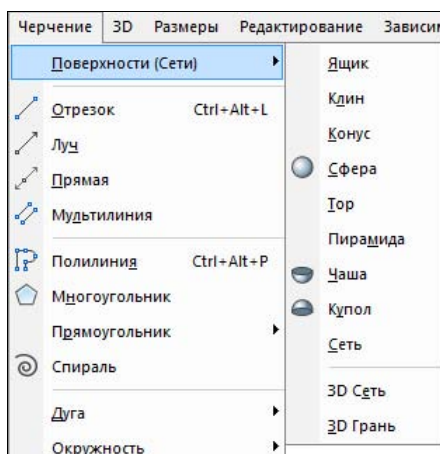 Черчение 3D Размеры Редактирование Зависим
Поверхности (Сети)
Отрезок Ctrl+Alt+L
Луч
Прямая
Мультилиния
Полилиния Ctrl+Alt+P
Многоугольник
Прямоугольник
Спираль
Дуга
Окружность
Ящик
Клин
Конус
Сфера
Тор
Пирамида
Чаша
Купол
Сеть
3D Сеть
3D Грань